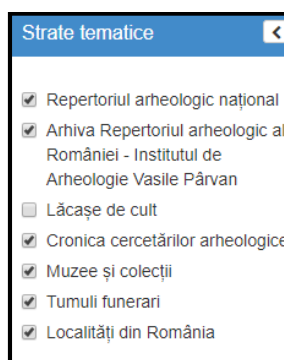 Strate tematice
Repertoriul arheologic național
Arhiva Repertoriul arheologic al
României - Institutul de
Arheologie Vasile Pârvan
Lăcașe de cult
Cronica cercetărilor arheologice
Muzee și colecții
Tumuli funerari
Localități din România